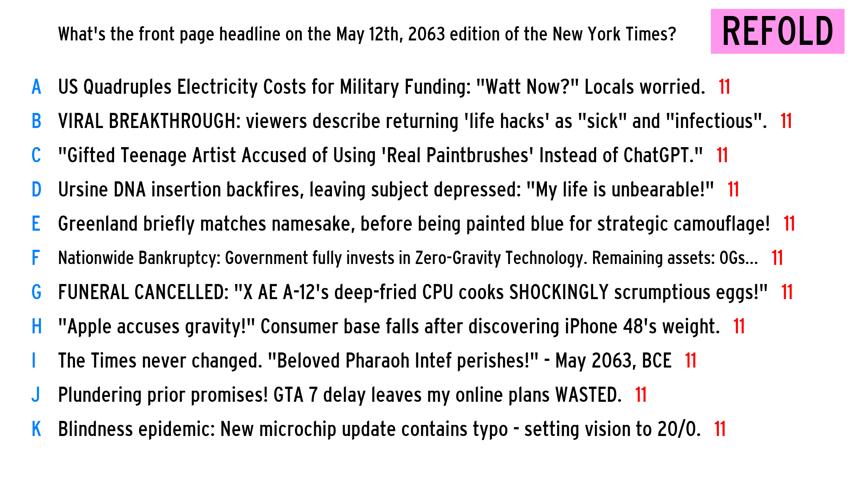 What's the front page headline on the May 12th, 2063 edition of the New York Times?
REFOLD
A US Quadruples Electricity Costs for Military Funding: "Watt Now?" Locals worried. 11
B VIRAL BREAKTHROUGH: viewers describe returning 'life hacks' as "sick" and "infectious". 11
C "Gifted Teenage Artist Accused of Using 'Real Paintbrushes' Instead of ChatGPT." 11
D Ursine DNA insertion backfires, leaving subject depressed: "My life is unbearable!" 11
E Greenland briefly matches namesake, before being painted blue for strategic camouflage! 11
F Nationwide Bankruptcy: Government fully invests in Zero-Gravity Technology. Remaining assets: 0Gs... 11
G FUNERAL CANCELLED: "X AE A-12's deep-fried CPU cooks SHOCKINGLY scrumptious eggs!" 11
H "Apple accuses gravity!" Consumer base falls after discovering iPhone 48's weight. 11
I The Times never changed. "Beloved Pharaoh Intef perishes!" - May 2063, BCE 11
J Plundering prior promises! GTA 7 delay leaves my online plans WASTED. 11
K Blindness epidemic: New microchip update contains typo - setting vision to 20/0. 11